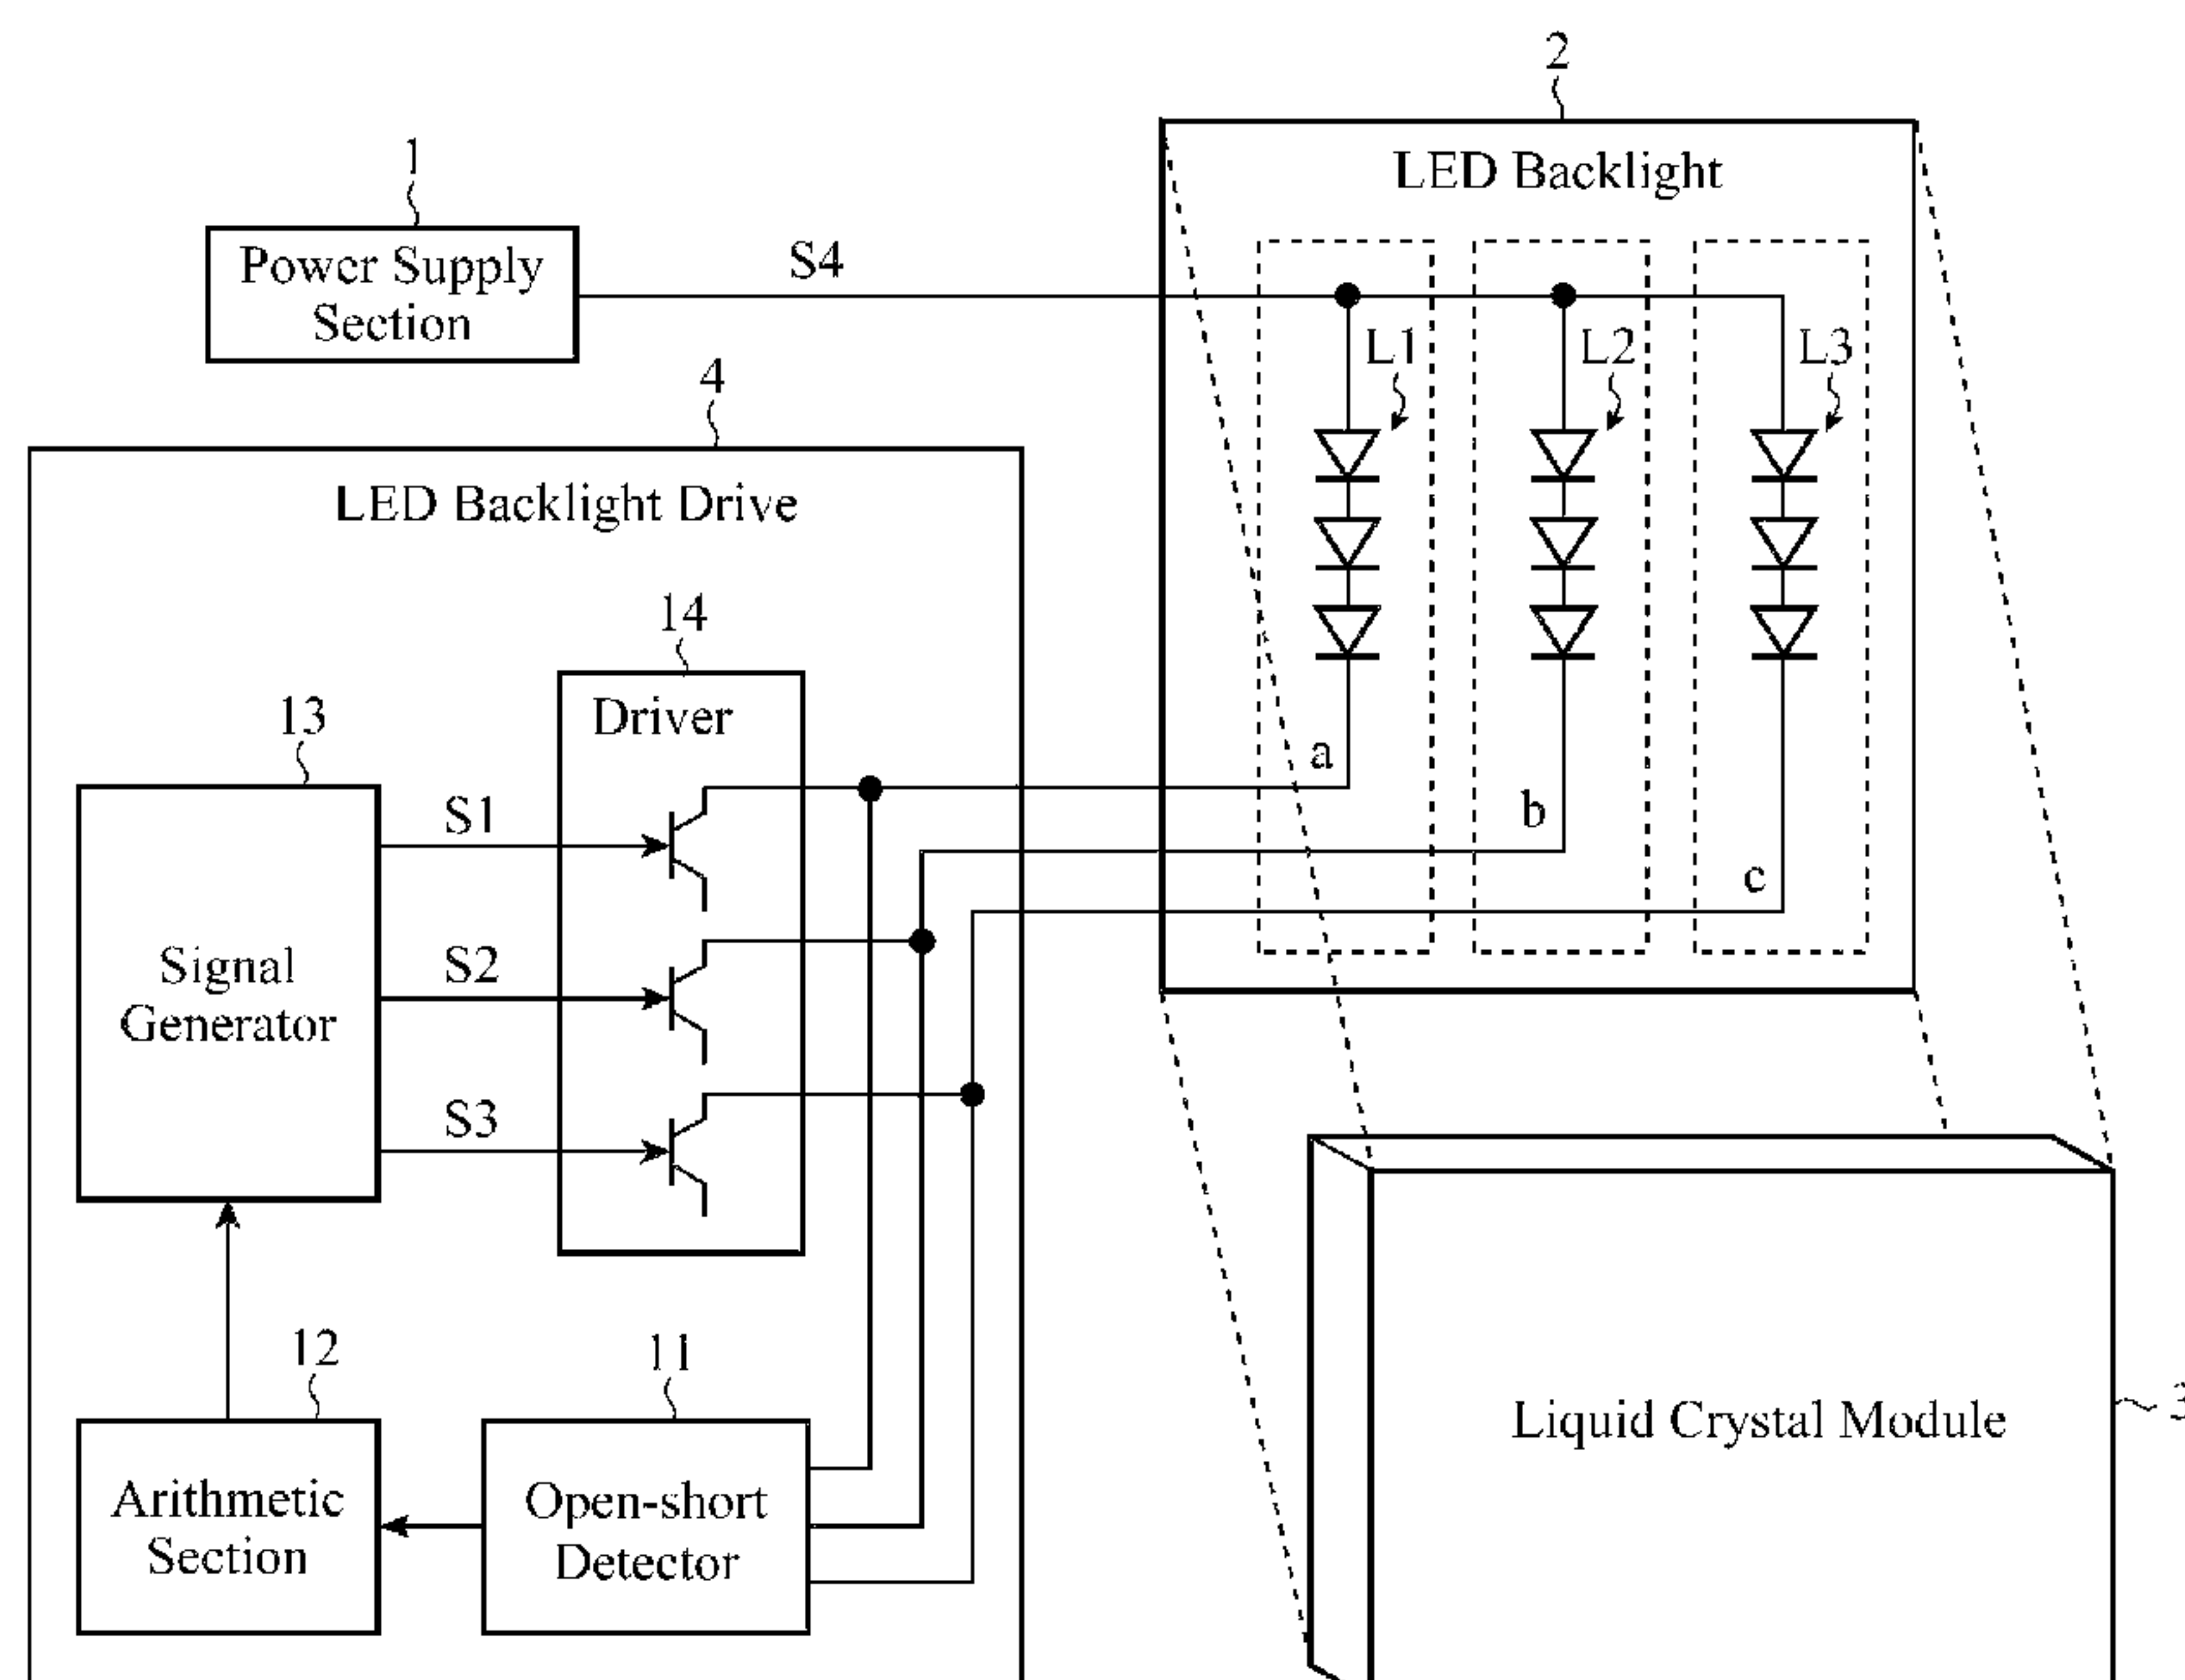 2
LED Backlight
1
Power Supply
Section
S4
L1
L2
L3
4
LED Backlight Drive
14
Driver
13
Signal
Generator
S1
S2
S3
a
b
c
12
Arithmetic
Section
11
Open-short
Detector
Liquid Crystal Module
3